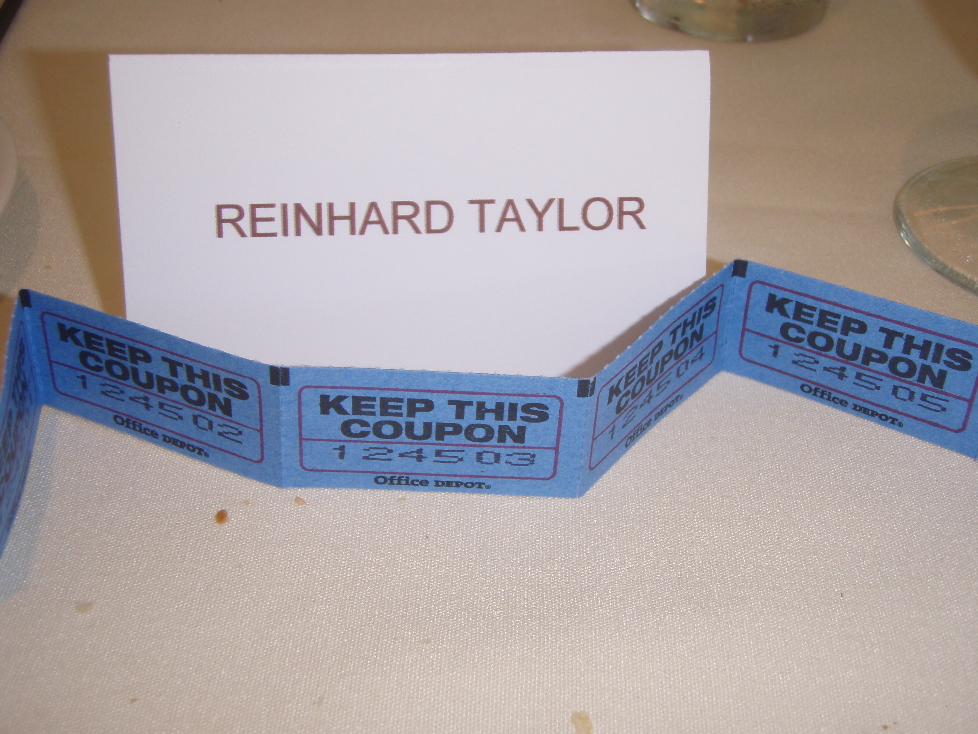 REINHARD TAYLOR
KEEP THIS
COUPON
124502
Office DEPOT
KEEP THIS
COUPON
124503
Office DEPOT
KEEP THIS
COUPON
124504
Office DEPOT
KEEP THIS
COUPON
124505
Office DEPOT